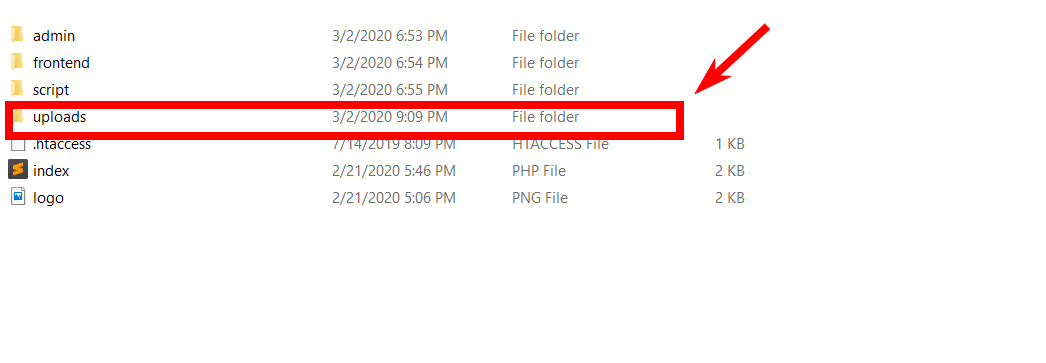 admin 3/2/2020 6:53 PM File folder
frontend 3/2/2020 6:54 PM File folder
script 3/2/2020 6:55 PM File folder
uploads 3/2/2020 9:09 PM File folder
.htaccess 7/14/2019 8:09 PM HTACCESS File 1 KB
index 2/21/2020 5:46 PM PHP File 2 KB
logo 2/21/2020 5:06 PM PNG File 2 KB